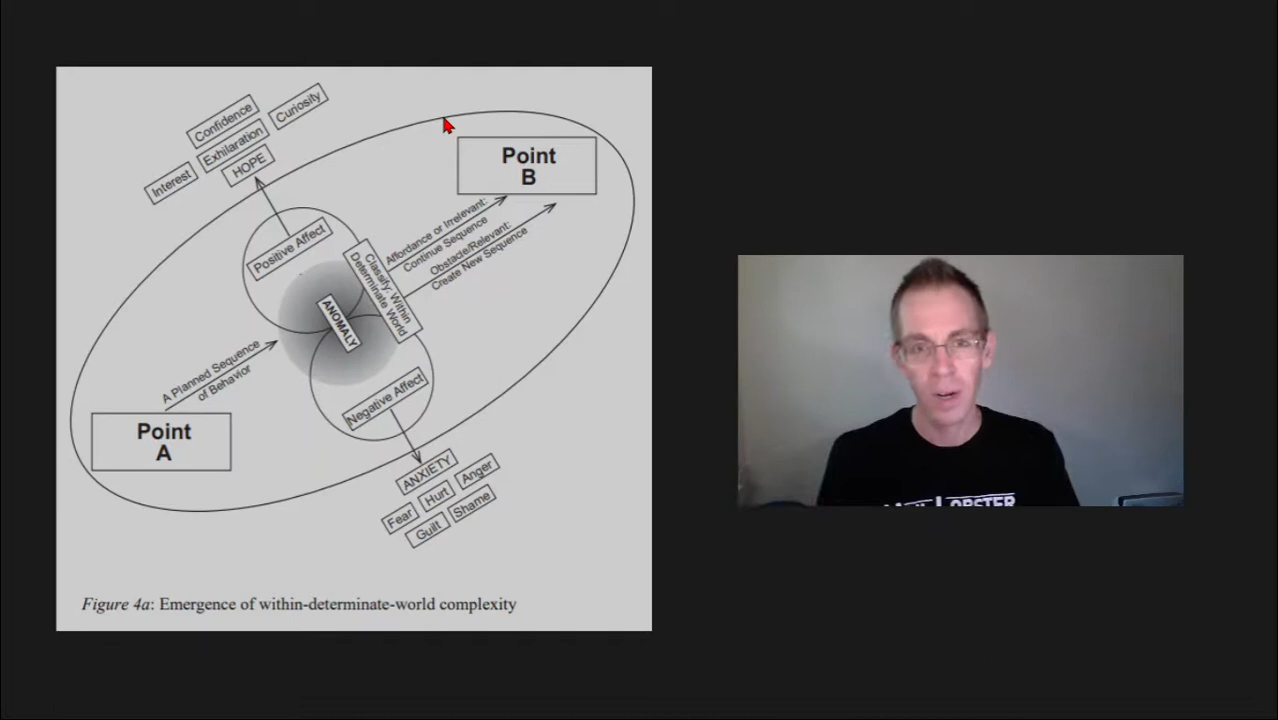 Confidence
Curiosity
Exhilaration
Interest
HOPE
Point
B
Positive Affect
Affordance or Irrelevant:
Continue Sequence
Obstacle/Relevant:
Create New Sequence
Classify: Within
Determinate World
ANOMALY
A Planned Sequence
of Behavior
Negative Affect
Point
A
ANXIETY
Anger
Hurt
Fear
Shame
Guilt
Figure 4a: Emergence of within-determinate-world complexity
LOBSTER